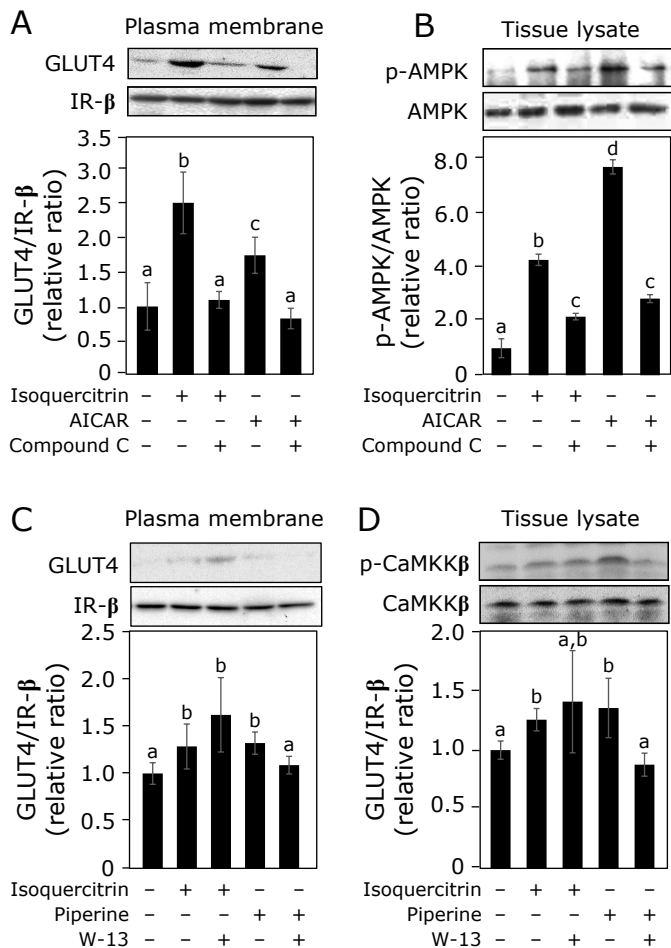 A
Plasma membrane
GLUT4
IR-β
GLUT4/IR-β
(relative ratio)
3.5
3.0
2.5
2.0
1.5
1.0
0.5
0
a
b
a
c
a
Isoquercitrin – + + – –
AICAR – – – + +
Compound C – – + – +
B
Tissue lysate
p-AMPK
AMPK
p-AMPK/AMPK
(relative ratio)
8.0
6.0
4.0
2.0
0
a
b
c
d
c
Isoquercitrin – + + – –
AICAR – – – + +
Compound C – – + – +
C
Plasma membrane
GLUT4
IR-β
GLUT4/IR-β
(relative ratio)
2.5
2.0
1.5
1.0
0.5
0
a
b
b
b
a
Isoquercitrin – + + – –
Piperine – – – + +
W-13 – – + – +
D
Tissue lysate
p-CaMKKβ
CaMKKβ
GLUT4/IR-β
(relative ratio)
2.0
1.5
1.0
0.5
0
a
b
a,b
b
a
Isoquercitrin – + + – –
Piperine – – – + +
W-13 – – + – +